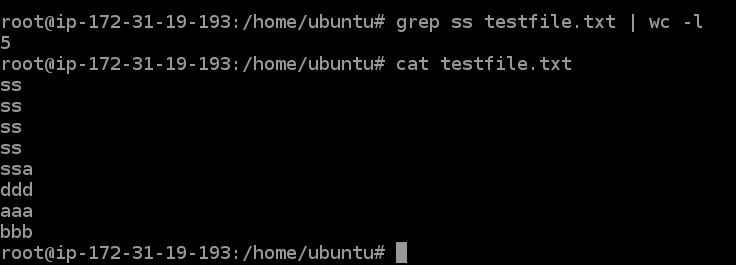 root@ip-172-31-19-193:/home/ubuntu# grep ss testfile.txt | wc -l
5
root@ip-172-31-19-193:/home/ubuntu# cat testfile.txt
ss
ss
ss
ss
ssa
ddd
aaa
bbb
root@ip-172-31-19-193:/home/ubuntu#